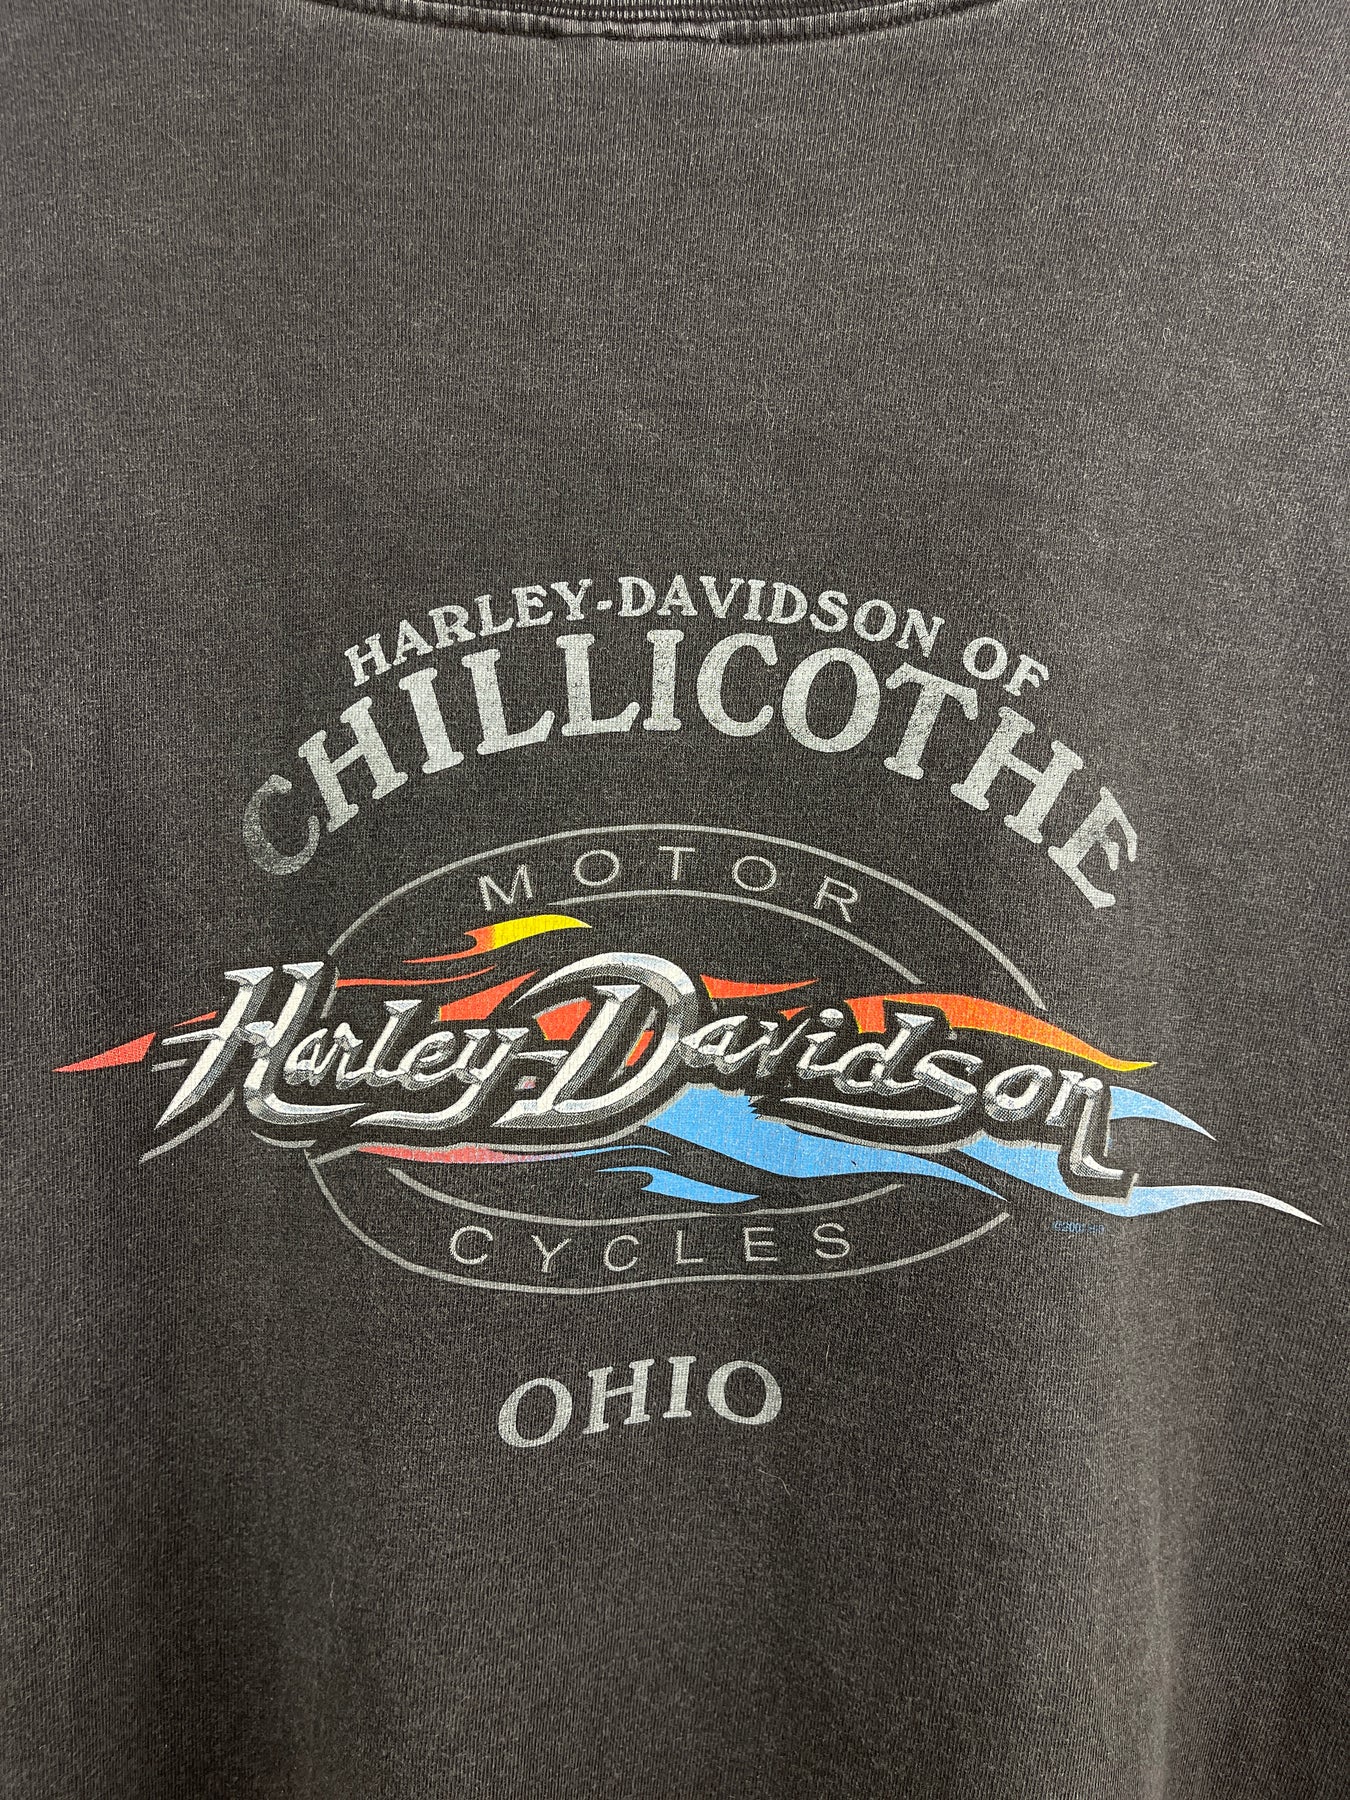 HARLEY-DAVIDSON OF
CHILLICOTHE
MOTOR
Harley-Davidson
CYCLES
OHIO